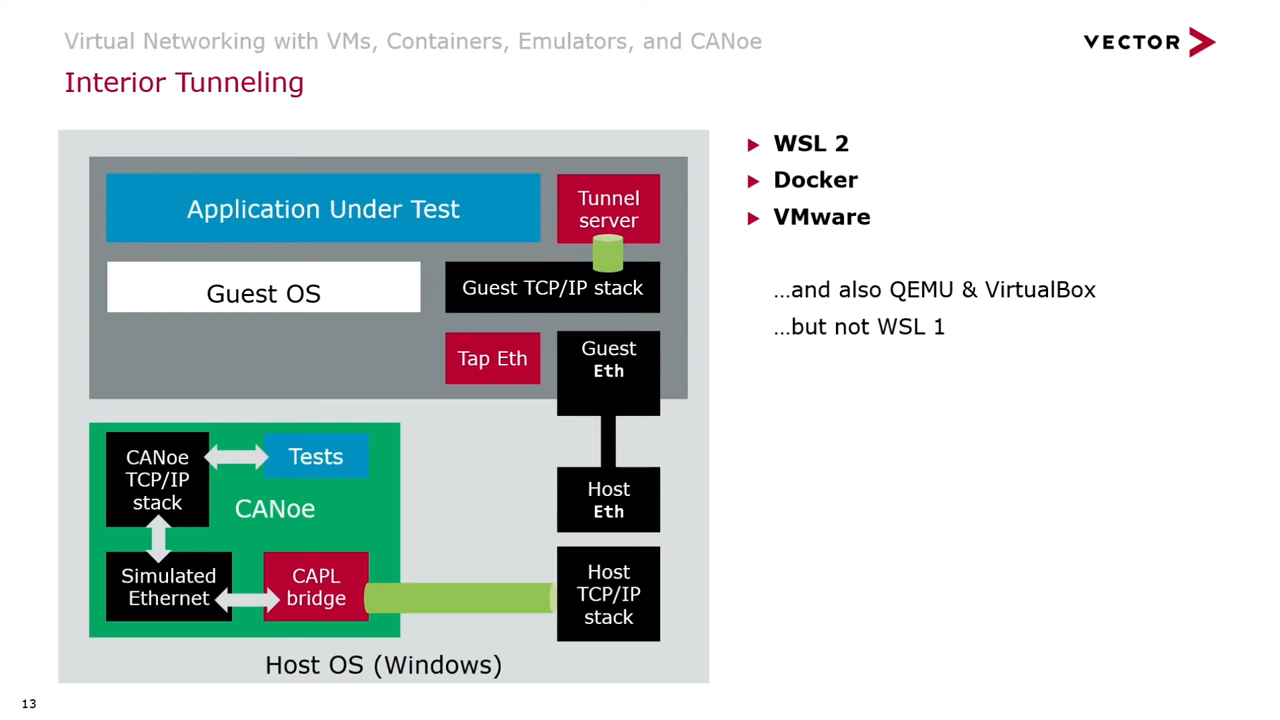 Virtual Networking with VMs, Containers, Emulators, and CANoe
VECTOR
Interior Tunneling
Application Under Test
Tunnel
server
Guest OS
Guest TCP/IP stack
Tap Eth
Guest
Eth
CANoe
TCP/IP
stack
Tests
CANoe
Host
Eth
Simulated
Ethernet
CAPL
bridge
Host
TCP/IP
stack
Host OS (Windows)
WSL 2
Docker
VMware
...and also QEMU & VirtualBox
...but not WSL 1
13